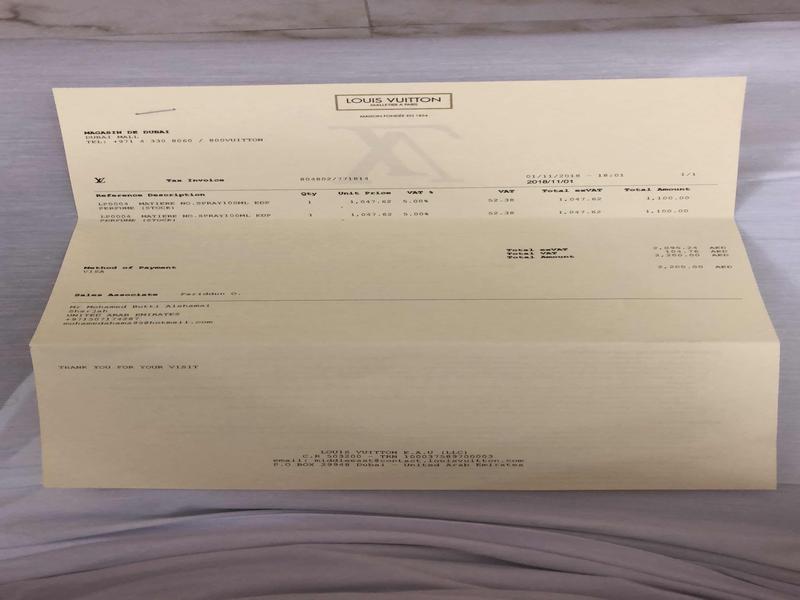 LOUIS VUITTON
MALLETIER A PARIS
MAISON FONDÉE EN 1854
MAGASIN DE DUBAI
DUBAI MALL
TEL: +971 4 330 8060 / 800VUITTON
Tax Invoice 804802/771814 01/11/2018 - 18:01 1/1
2018/11/01
Reference Description Qty Unit Price VAT % VAT Total exVAT Total Amount
LP0004 MATIERE NO.SPRAY100ML EDP 1 1,047.62 5.00% 52.38 1,047.62 1,100.00
PERFUME (STOCK)
LP0004 MATIERE NO.SPRAY100ML EDP 1 1,047.62 5.00% 52.38 1,047.62 1,100.00
PERFUME (STOCK)
Total exVAT 2,095.24 AED
Total VAT 104.76 AED
Total Amount 2,200.00 AED
Method of Payment
VISA 2,200.00 AED
Sales Associate Fariddun O.
Mr Mohamed Butti Alshamsi
Sharjah
UNITED ARAB EMIRATES
THANK YOU FOR YOUR VISIT
LOUIS VUITTON E.A.U (LLC)
C.R 503200 - TRN 100037589700003
email: middleeast@contact.louisvuitton.com
P.O BOX 29948 Dubai - United Arab Emirates